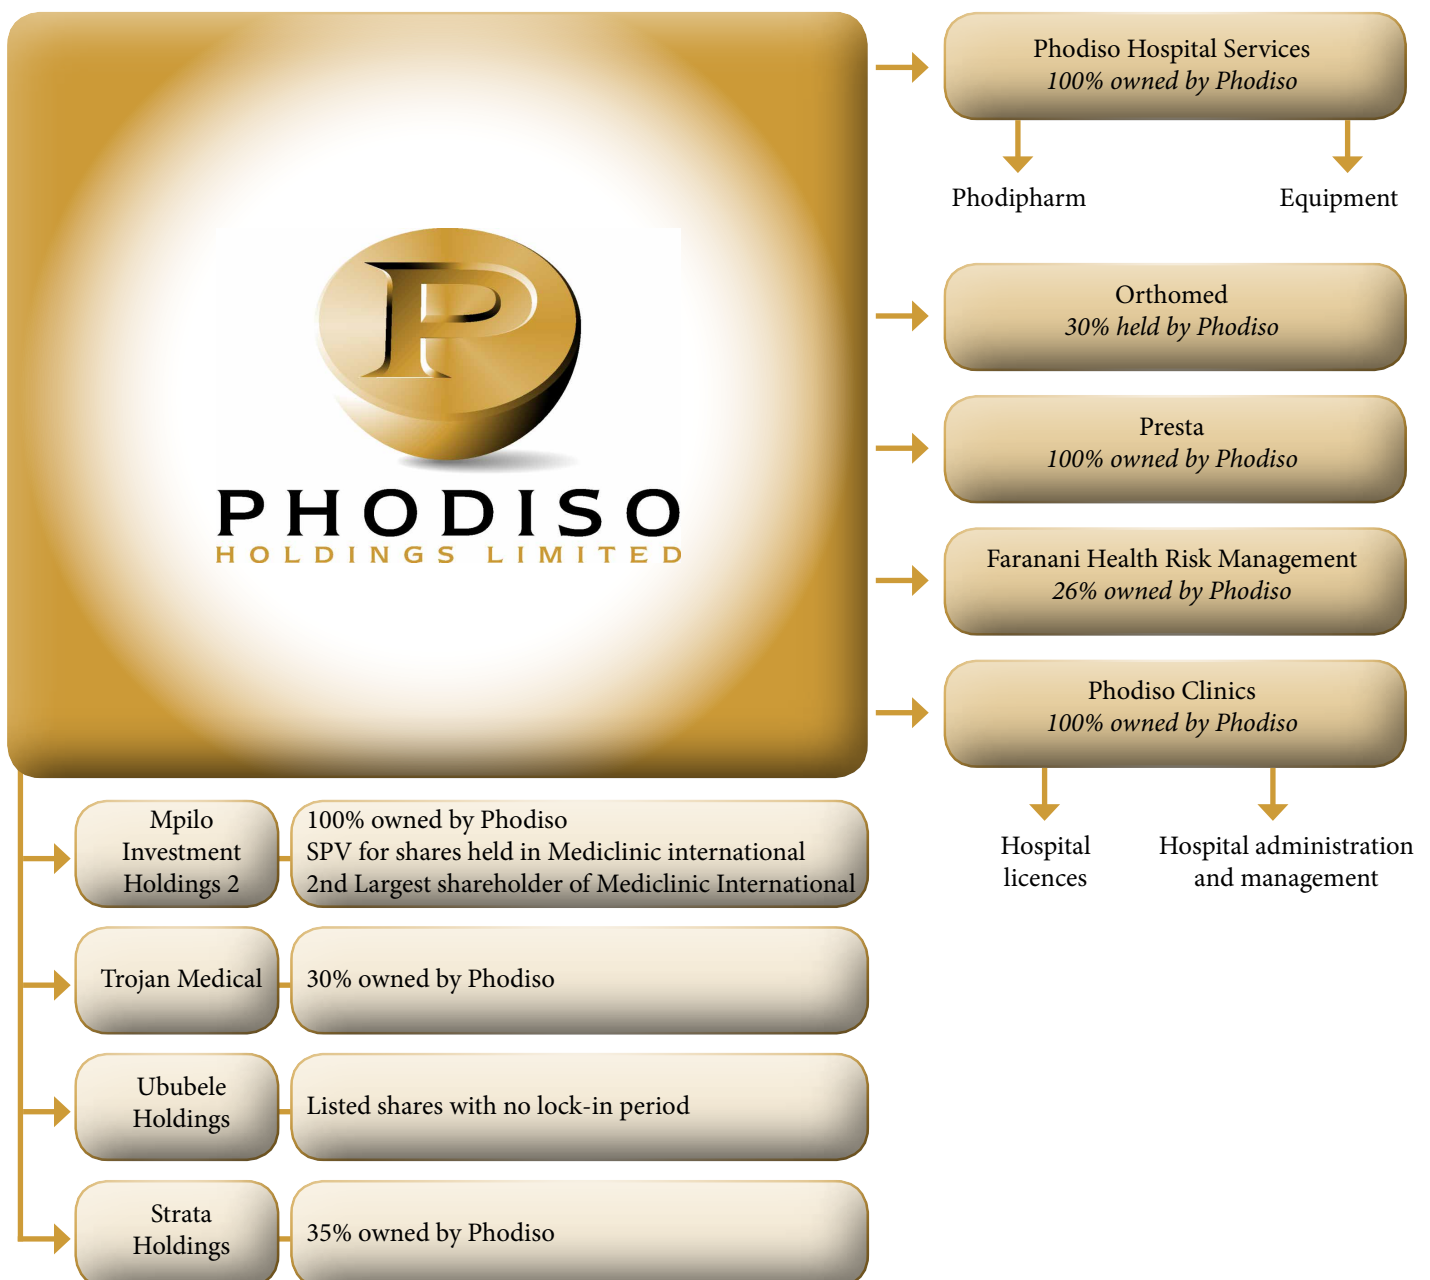 P
PHODISO
HOLDINGS LIMITED
Phodiso Hospital Services
100% owned by Phodiso
Phodipharm
Equipment
Orthomed
30% held by Phodiso
Presta
100% owned by Phodiso
Faranani Health Risk Management
26% owned by Phodiso
Phodiso Clinics
100% owned by Phodiso
Hospital
licences
Hospital administration
and management
Mpilo
Investment
Holdings 2
100% owned by Phodiso
SPV for shares held in Mediclinic international
2nd Largest shareholder of Mediclinic International
Trojan Medical
30% owned by Phodiso
Ububele
Holdings
Listed shares with no lock-in period
Strata
Holdings
35% owned by Phodiso